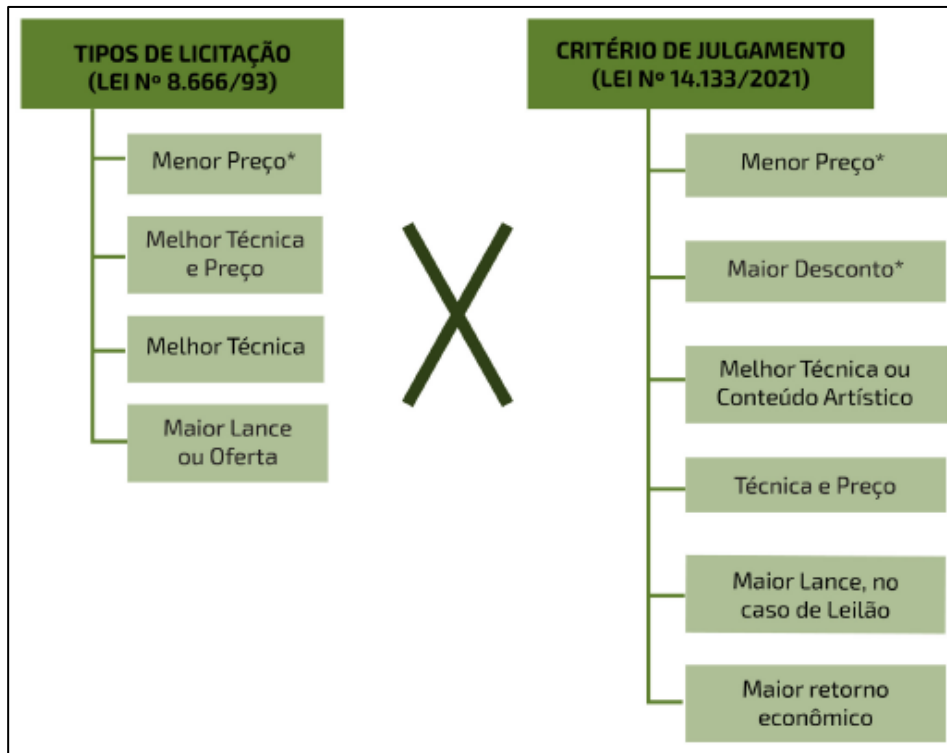 TIPOS DE LICITAÇÃO
(LEI Nº 8.666/93)
Menor Preço*
Melhor Técnica
e Preço
Melhor Técnica
Maior Lance
ou Oferta
CRITÉRIO DE JULGAMENTO
(LEI Nº 14.133/2021)
Menor Preço*
Maior Desconto*
Melhor Técnica ou
Conteúdo Artístico
Técnica e Preço
Maior Lance, no
caso de Leilão
Maior retorno
econômico